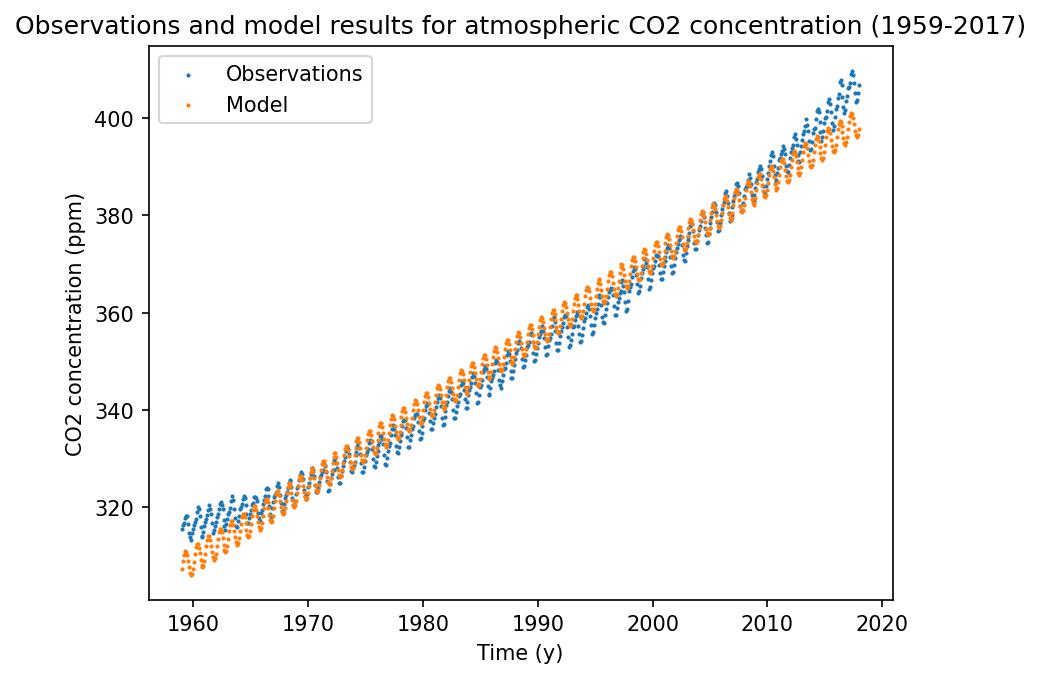 Observations and model results for atmospheric CO2 concentration (1959-2017)
Observations
Model
400
380
360
340
320
CO2 concentration (ppm)
1960 1970 1980 1990 2000 2010 2020
Time (y)